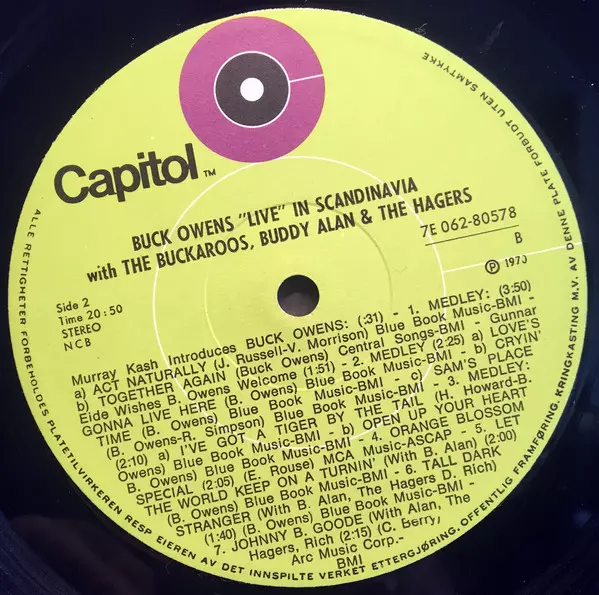 Capitol
TM
BUCK OWENS "LIVE" IN SCANDINAVIA
with THE BUCKAROOS, BUDDY ALAN & THE HAGERS
7E 062-80578
B
℗ 1970
Side 2
Time 20:50
STEREO
NCB
Murray Kash Introduces BUCK OWENS: (:31) - 1. MEDLEY: (3:50)
a) ACT NATURALLY (J. Russell-V. Morrison) Blue Book Music-BMI -
b) TOGETHER AGAIN (Buck Owens) Central Songs-BMI - Gunnar
Eide Wishes B. Owens Welcome (1:51) - 2. MEDLEY (2:25) a) LOVE'S
GONNA LIVE HERE (B. Owens) Blue Book Music-BMI - b) CRYIN'
TIME (B. Owens) Blue Book Music-BMI - c) SAM'S PLACE
(B. Owens-R. Simpson) Blue Book Music-BMI - 3. MEDLEY:
(2:10) a) I'VE GOT A TIGER BY THE TAIL (H. Howard-B.
Owens) Blue Book Music-BMI - b) OPEN UP YOUR HEART
(B. Owens) Blue Book Music-BMI - 4. ORANGE BLOSSOM
SPECIAL (2:05) (E. Rouse) MCA Music-ASCAP - 5. LET
THE WORLD KEEP ON A TURNIN' (With B. Alan) (2:00)
(B. Owens) Blue Book Music-BMI - 6. TALL DARK
STRANGER (With B. Alan, The Hagers D. Rich)
(1:40) (B. Owens) Blue Book Music-BMI -
7. JOHNNY B. GOODE (With Alan, The
Hagers, Rich) (2:15) (C. Berry)
Arc Music Corp.-
BMI
ALLE RETTIGHETER FORBEHOLDES PLATETILVIRKEREN RESP EIEREN AV DET INNSPILTE VERKET ETTERGJØRING, OFFENTLIG FRAMFØRING, KRINGKASTING M.V. AV DENNE PLATE FORBUDT UTEN SAMTYKKE